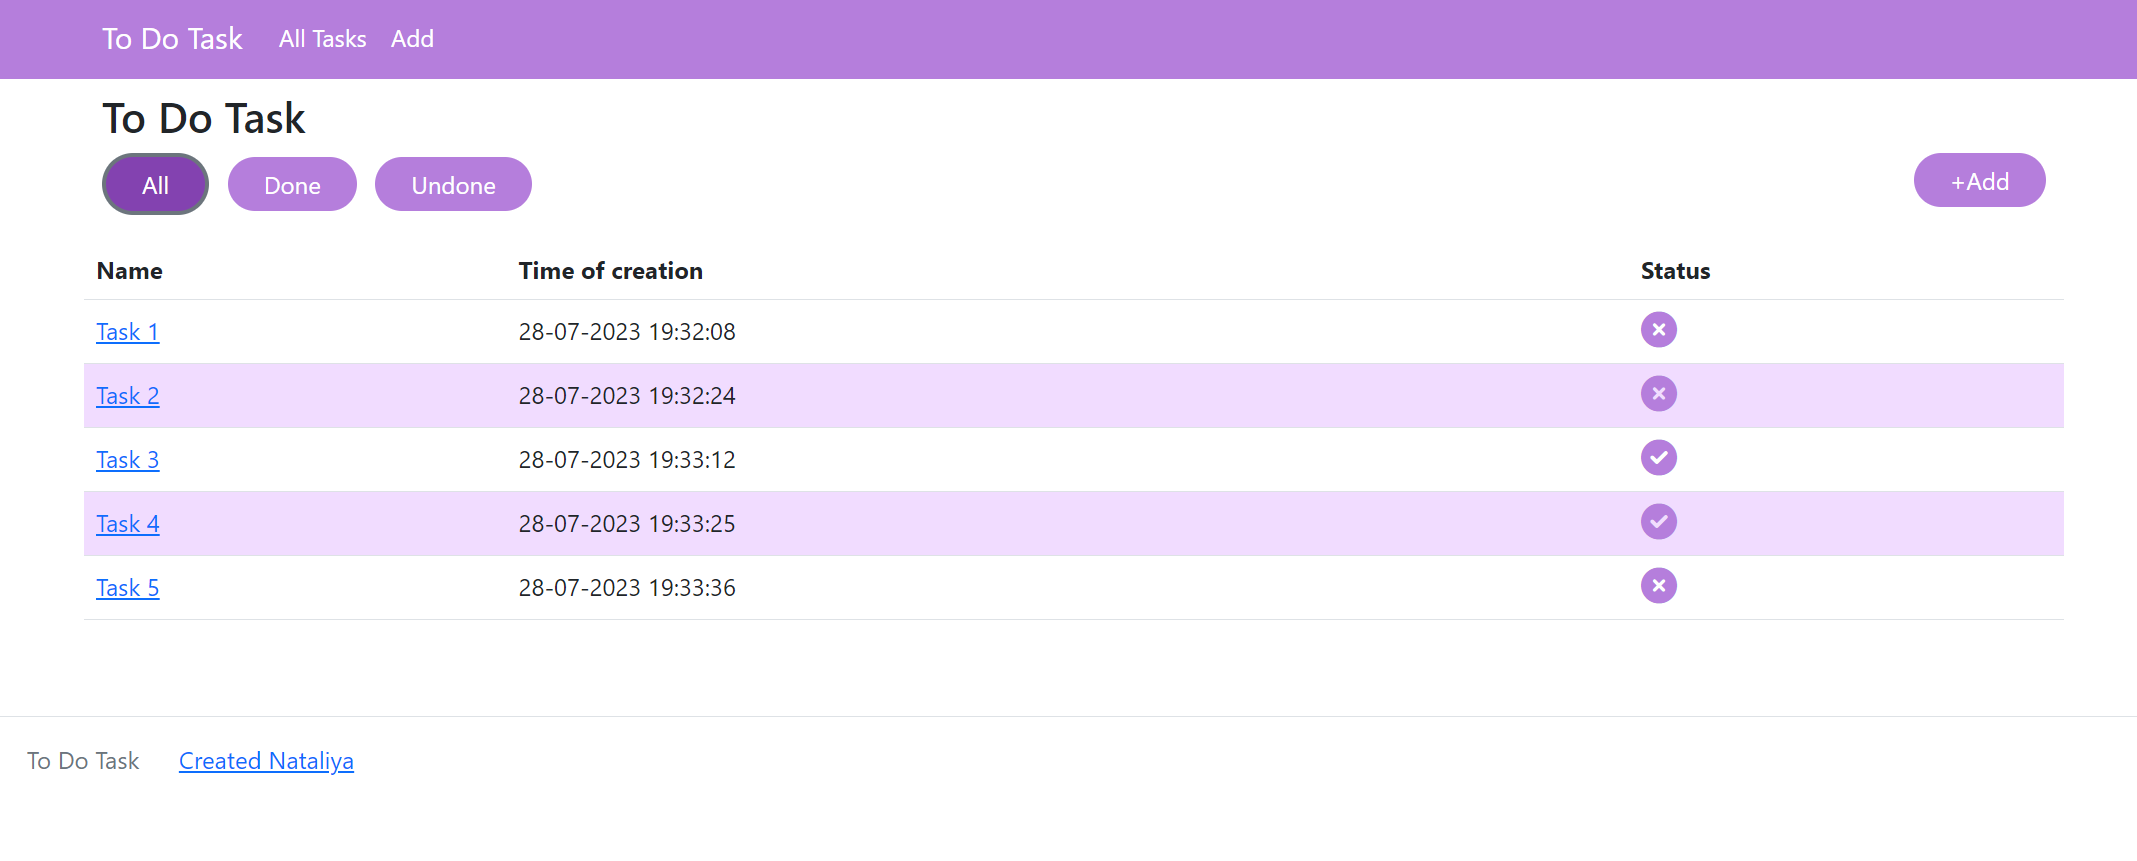 To Do Task All Tasks Add
To Do Task
All Done Undone +Add
Name Time of creation Status
Task 1 28-07-2023 19:32:08
Task 2 28-07-2023 19:32:24
Task 3 28-07-2023 19:33:12
Task 4 28-07-2023 19:33:25
Task 5 28-07-2023 19:33:36
To Do Task Created Nataliya